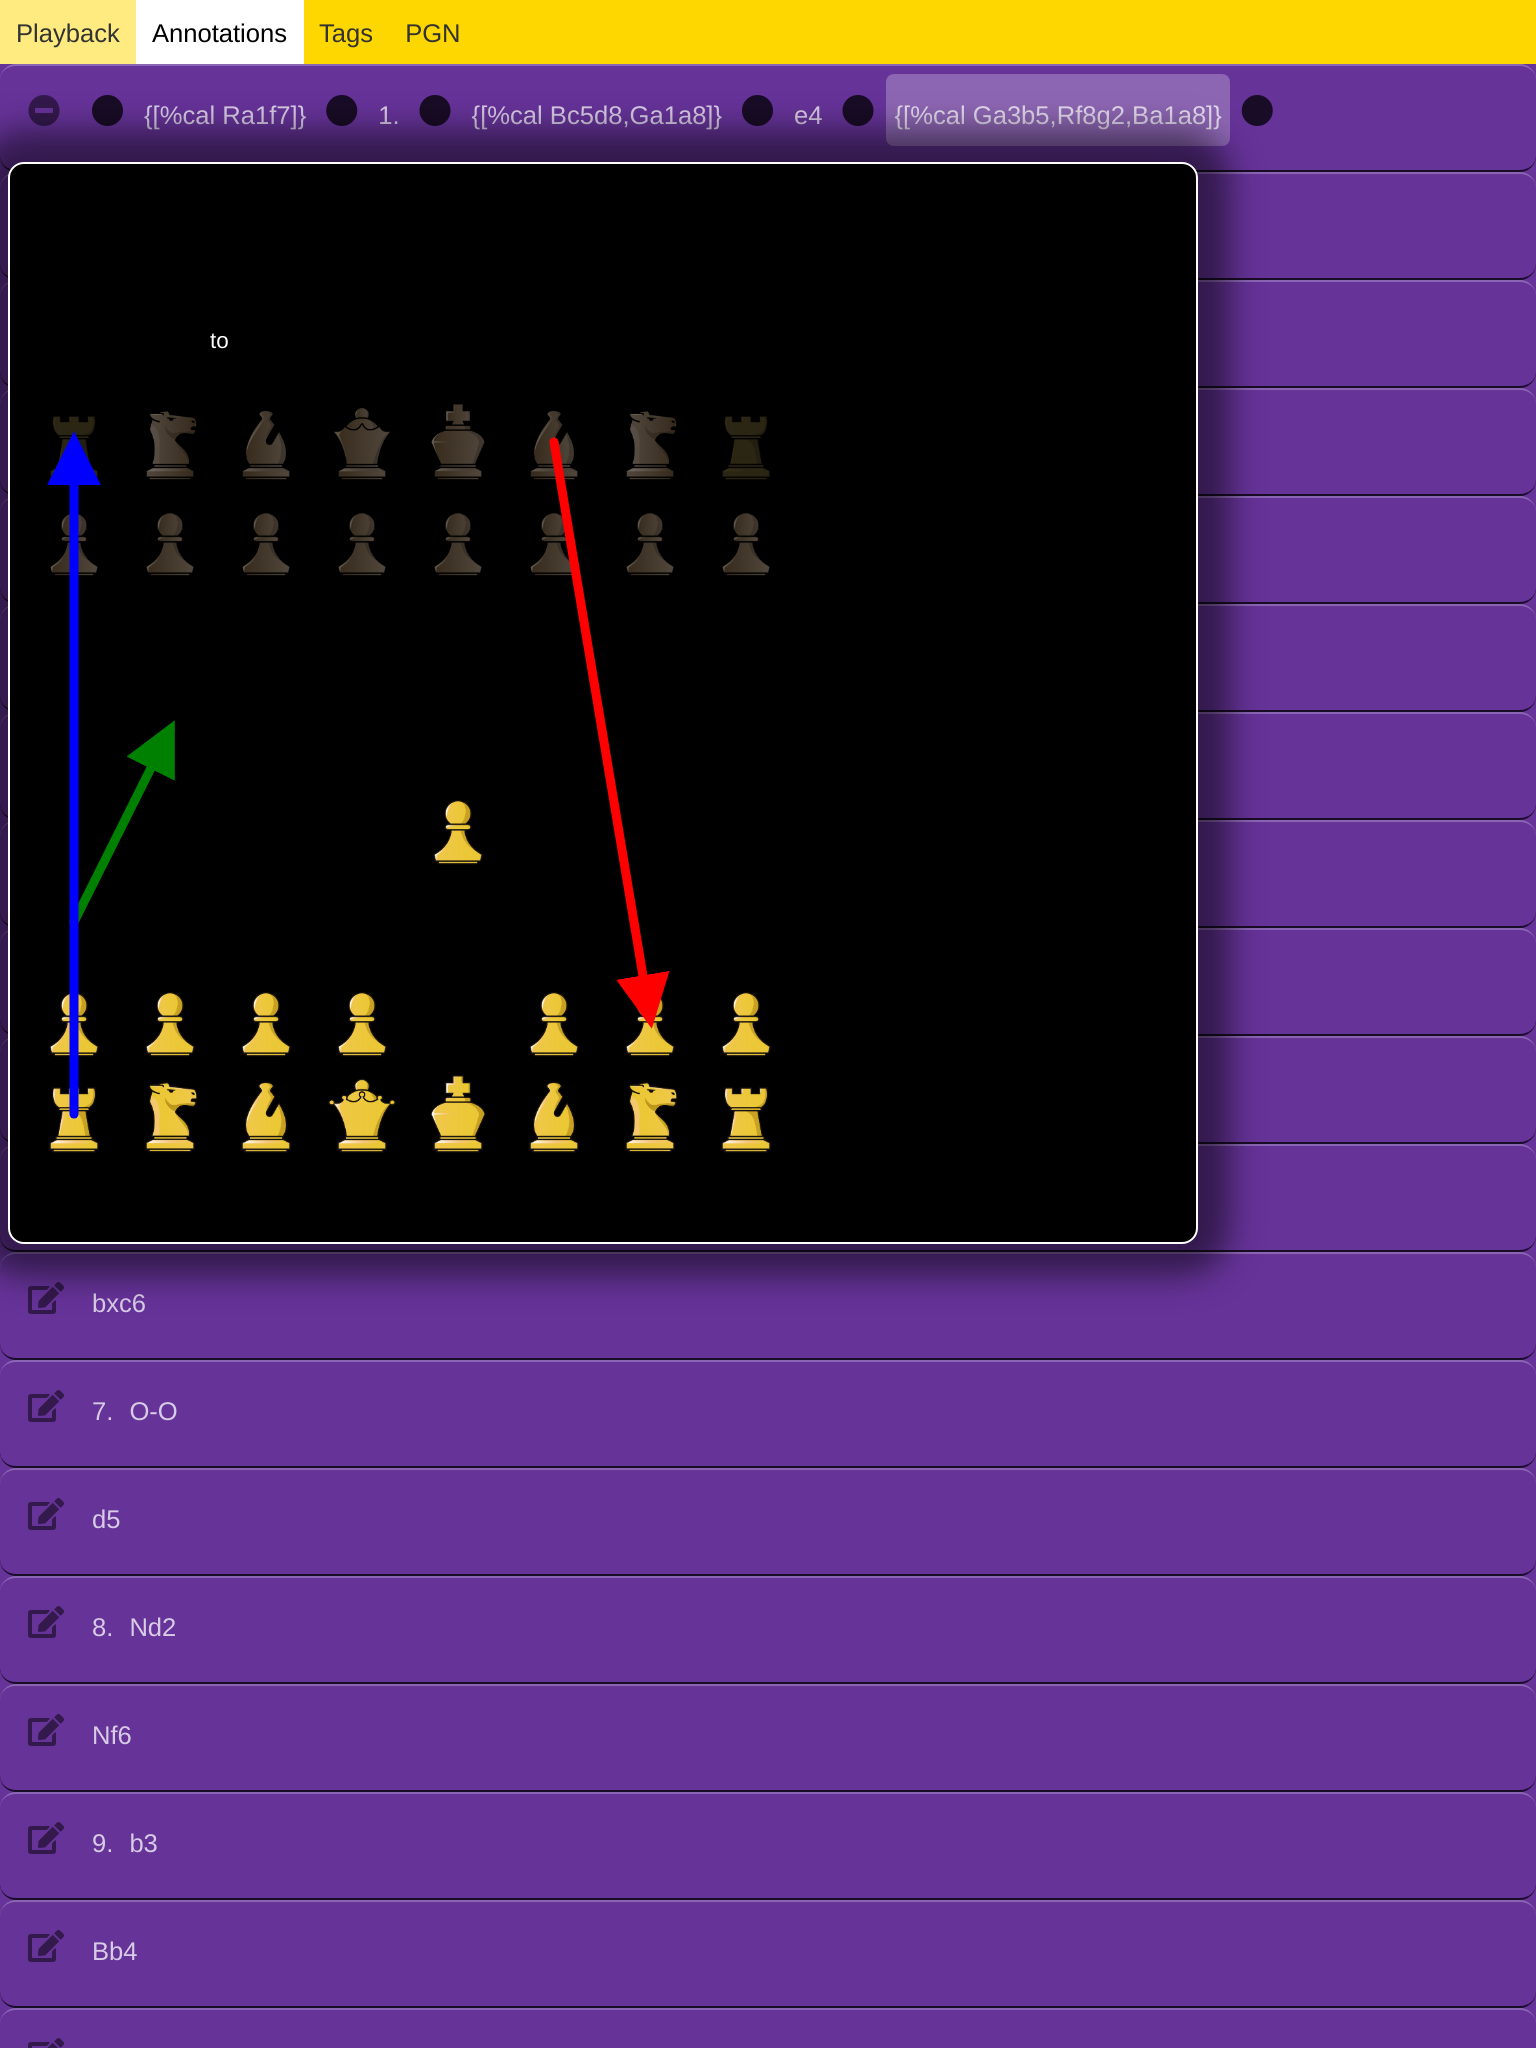 Playback Annotations Tags PGN
{[%cal Ra1f7]} 1. {[%cal Bc5d8,Ga1a8]} e4 {[%cal Ga3b5,Rf8g2,Ba1a8]}
to
bxc6
7. O-O
d5
8. Nd2
Nf6
9. b3
Bb4